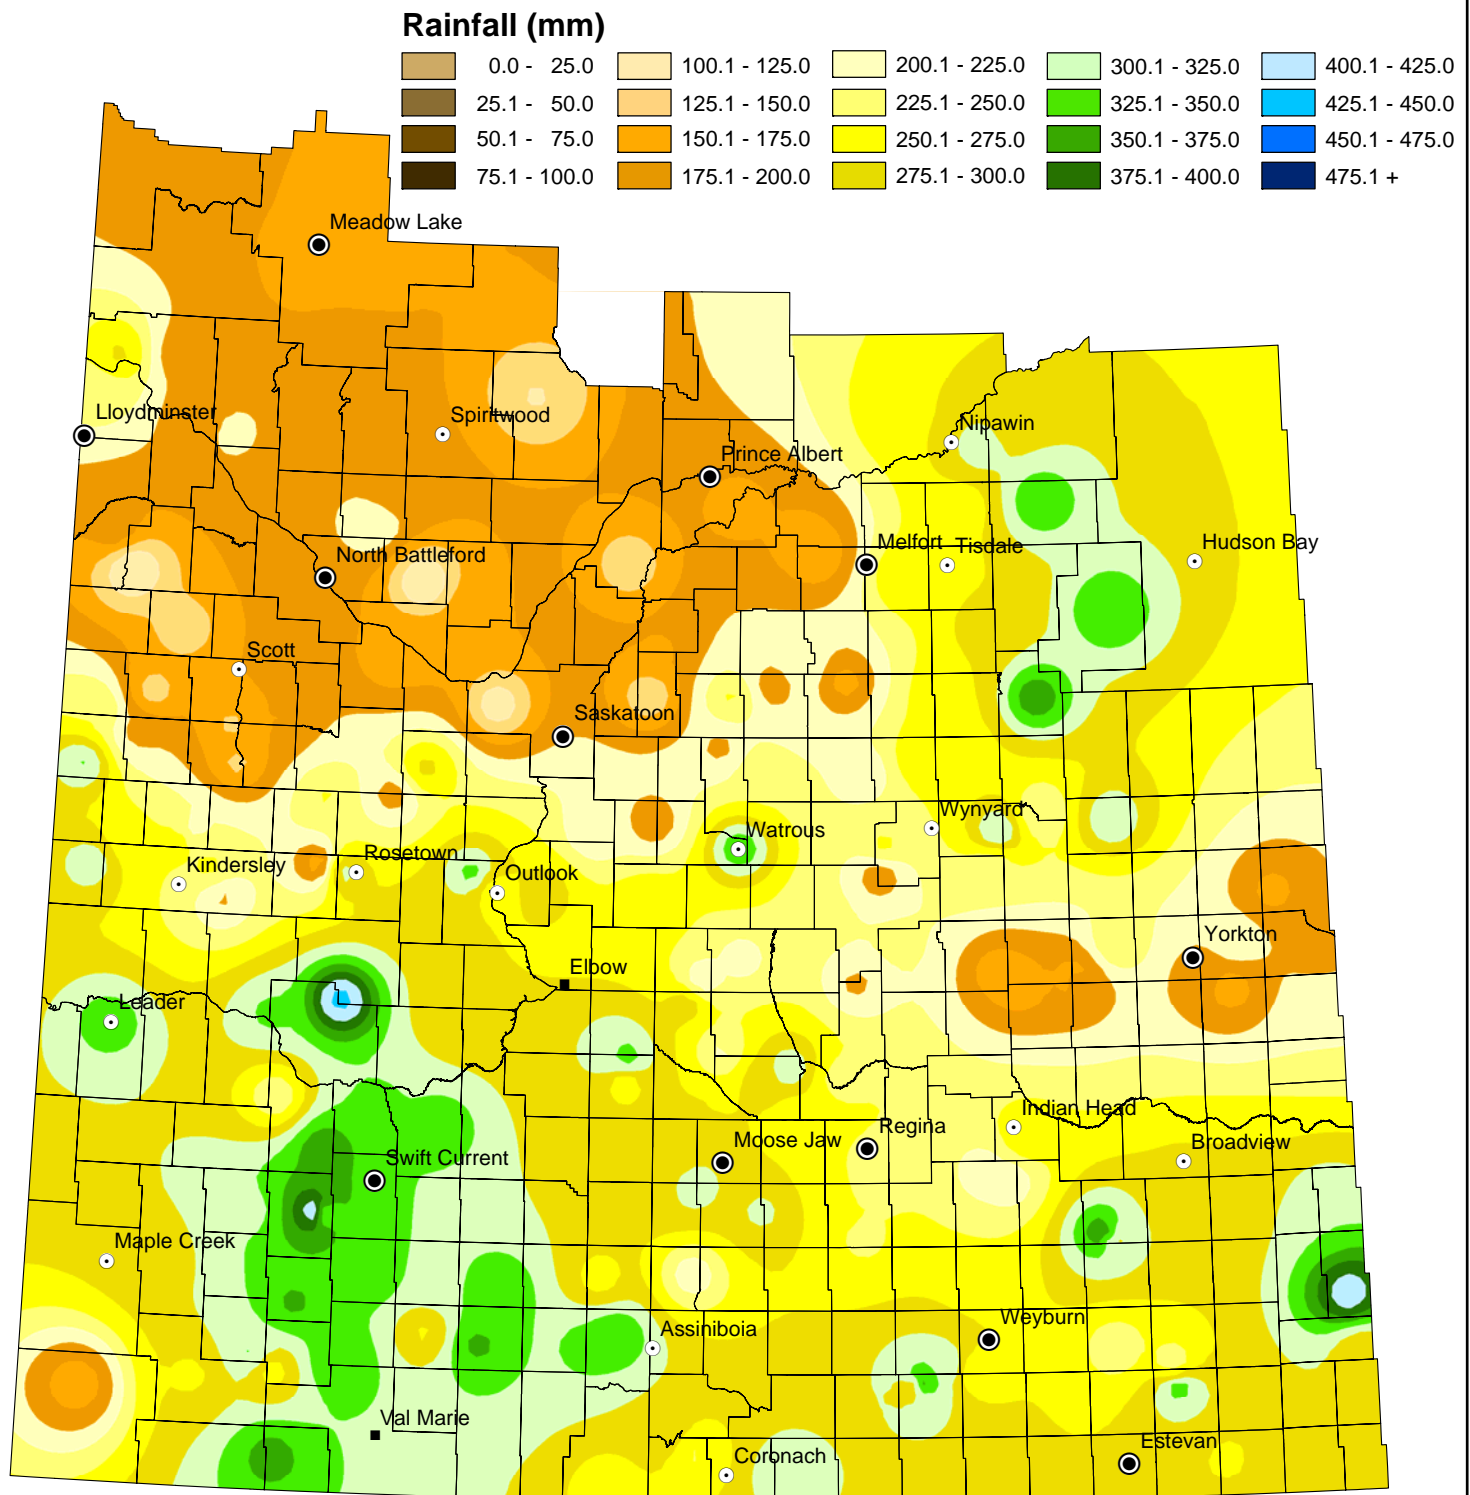 Rainfall (mm)
0.0 - 25.0 100.1 - 125.0 200.1 - 225.0 300.1 - 325.0 400.1 - 425.0
25.1 - 50.0 125.1 - 150.0 225.1 - 250.0 325.1 - 350.0 425.1 - 450.0
50.1 - 75.0 150.1 - 175.0 250.1 - 275.0 350.1 - 375.0 450.1 - 475.0
75.1 - 100.0 175.1 - 200.0 275.1 - 300.0 375.1 - 400.0 475.1 +
Meadow Lake
Lloydminster
Spiritwood
Nipawin
Prince Albert
Melfort
Tisdale
Hudson Bay
North Battleford
Scott
Saskatoon
Wynyard
Watrous
Rosetown
Kindersley
Outlook
Yorkton
Elbow
Leader
Indian Head
Regina
Moose Jaw
Broadview
Swift Current
Maple Creek
Weyburn
Assiniboia
Val Marie
Estevan
Coronach